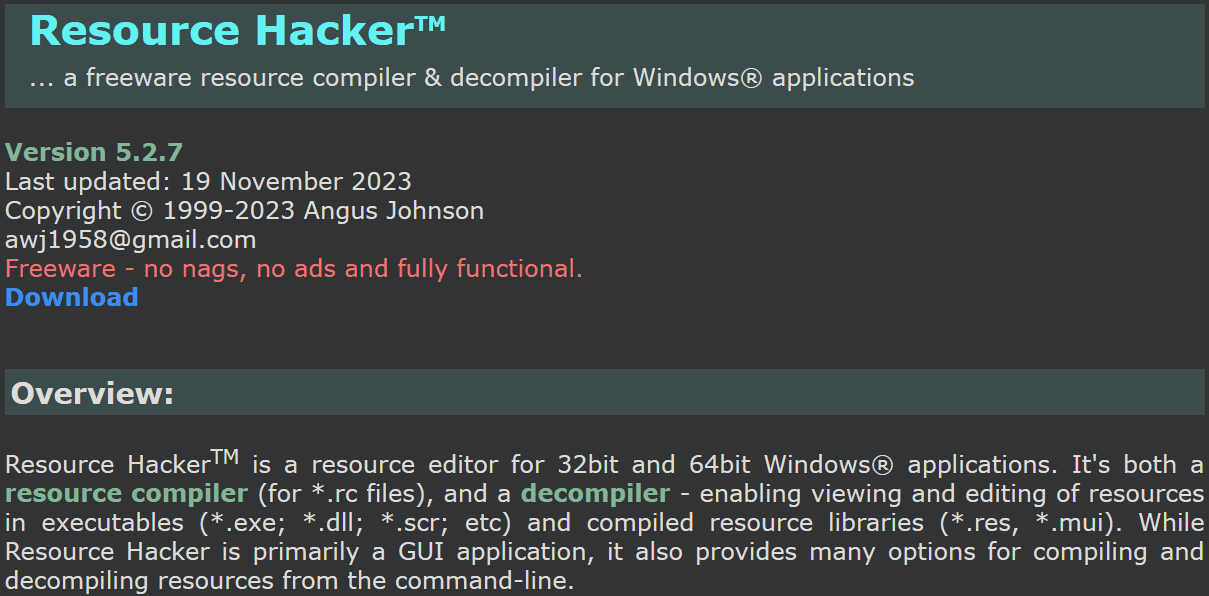 Resource Hacker™
... a freeware resource compiler & decompiler for Windows® applications
Version 5.2.7
Last updated: 19 November 2023
Copyright © 1999-2023 Angus Johnson
awj1958@gmail.com
Freeware - no nags, no ads and fully functional.
Download
Overview:
Resource Hacker™ is a resource editor for 32bit and 64bit Windows® applications. It's both a
resource compiler (for *.rc files), and a decompiler - enabling viewing and editing of resources
in executables (*.exe; *.dll; *.scr; etc) and compiled resource libraries (*.res, *.mui). While
Resource Hacker is primarily a GUI application, it also provides many options for compiling and
decompiling resources from the command-line.